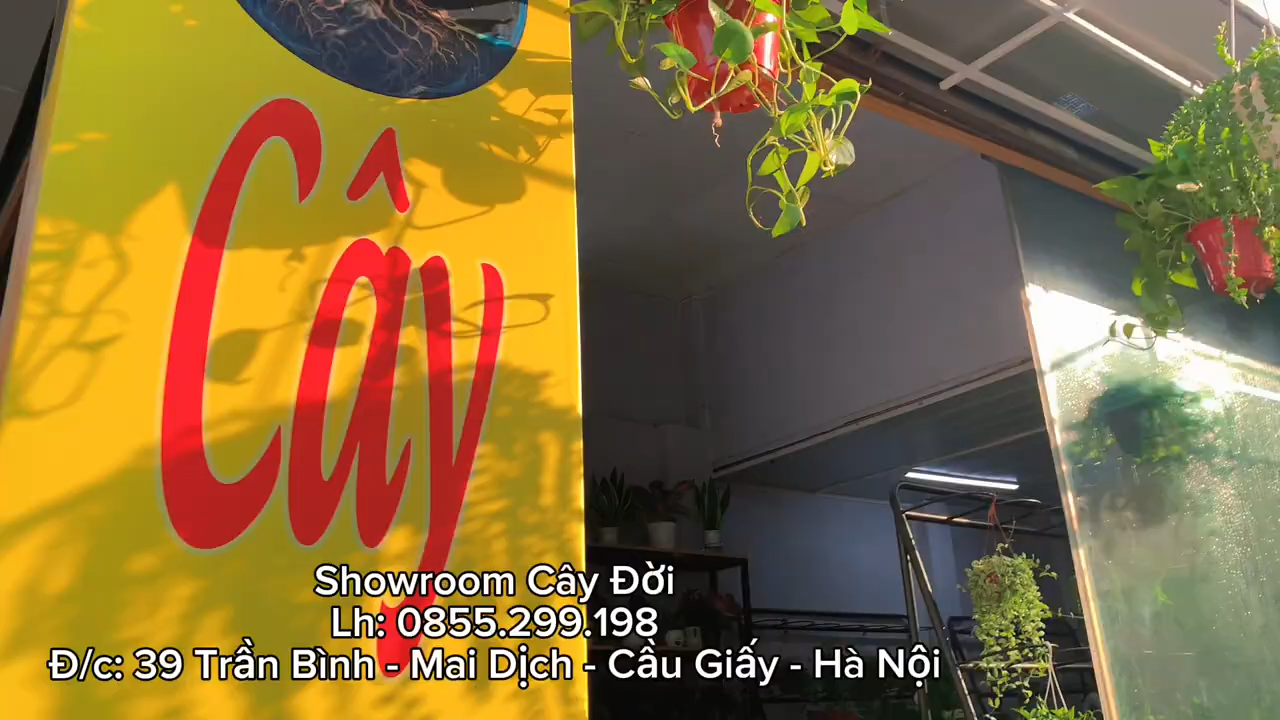 Cây
Showroom Cây Đời
Lh: 0855.299.198
Đ/c: 39 Trần Bình - Mai Dịch - Cầu Giấy - Hà Nội